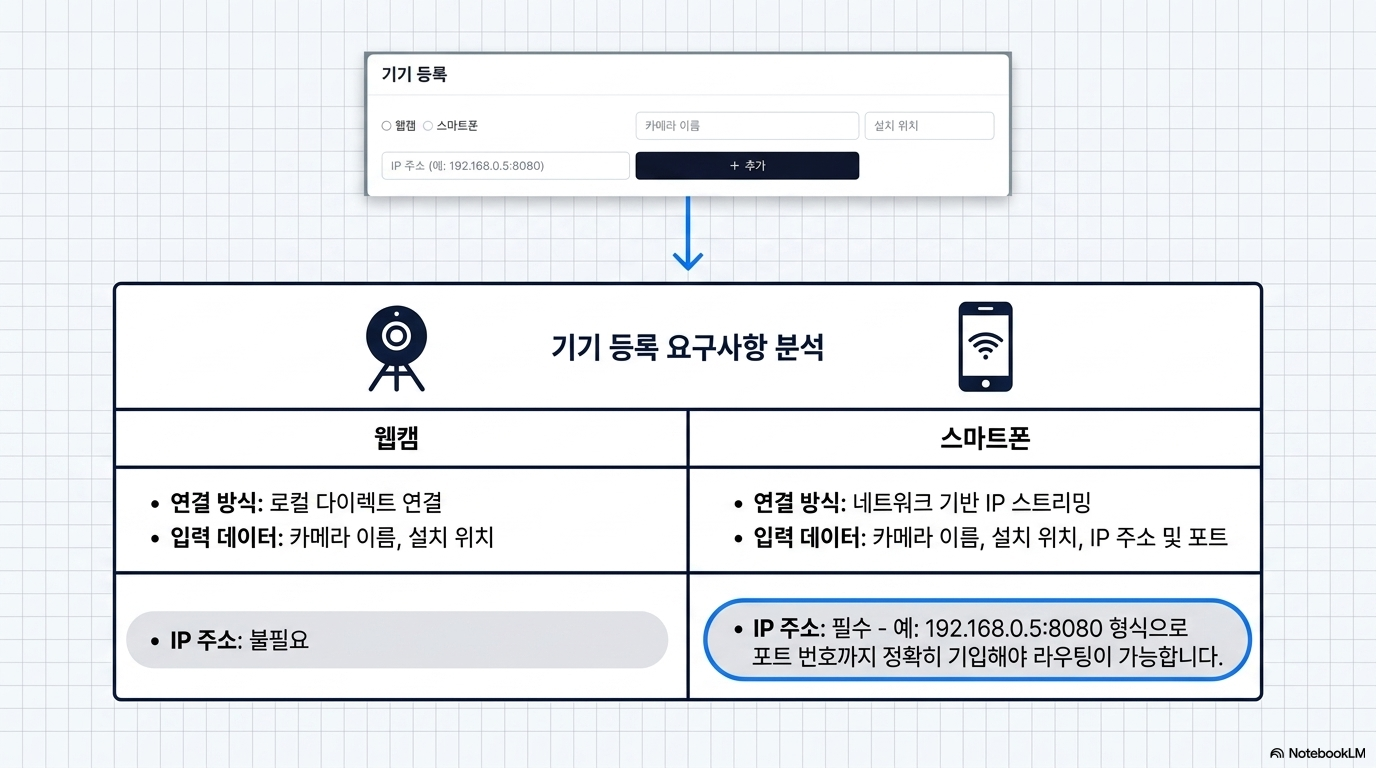 기기 등록
웹캠 스마트폰
카메라 이름
설치 위치
IP 주소 (예: 192.168.0.5:8080)
+ 추가
기기 등록 요구사항 분석
웹캠
스마트폰
• 연결 방식: 로컬 다이렉트 연결
• 입력 데이터: 카메라 이름, 설치 위치
• 연결 방식: 네트워크 기반 IP 스트리밍
• 입력 데이터: 카메라 이름, 설치 위치, IP 주소 및 포트
• IP 주소: 불필요
• IP 주소: 필수 - 예: 192.168.0.5:8080 형식으로
포트 번호까지 정확히 기입해야 라우팅이 가능합니다.
NotebookLM